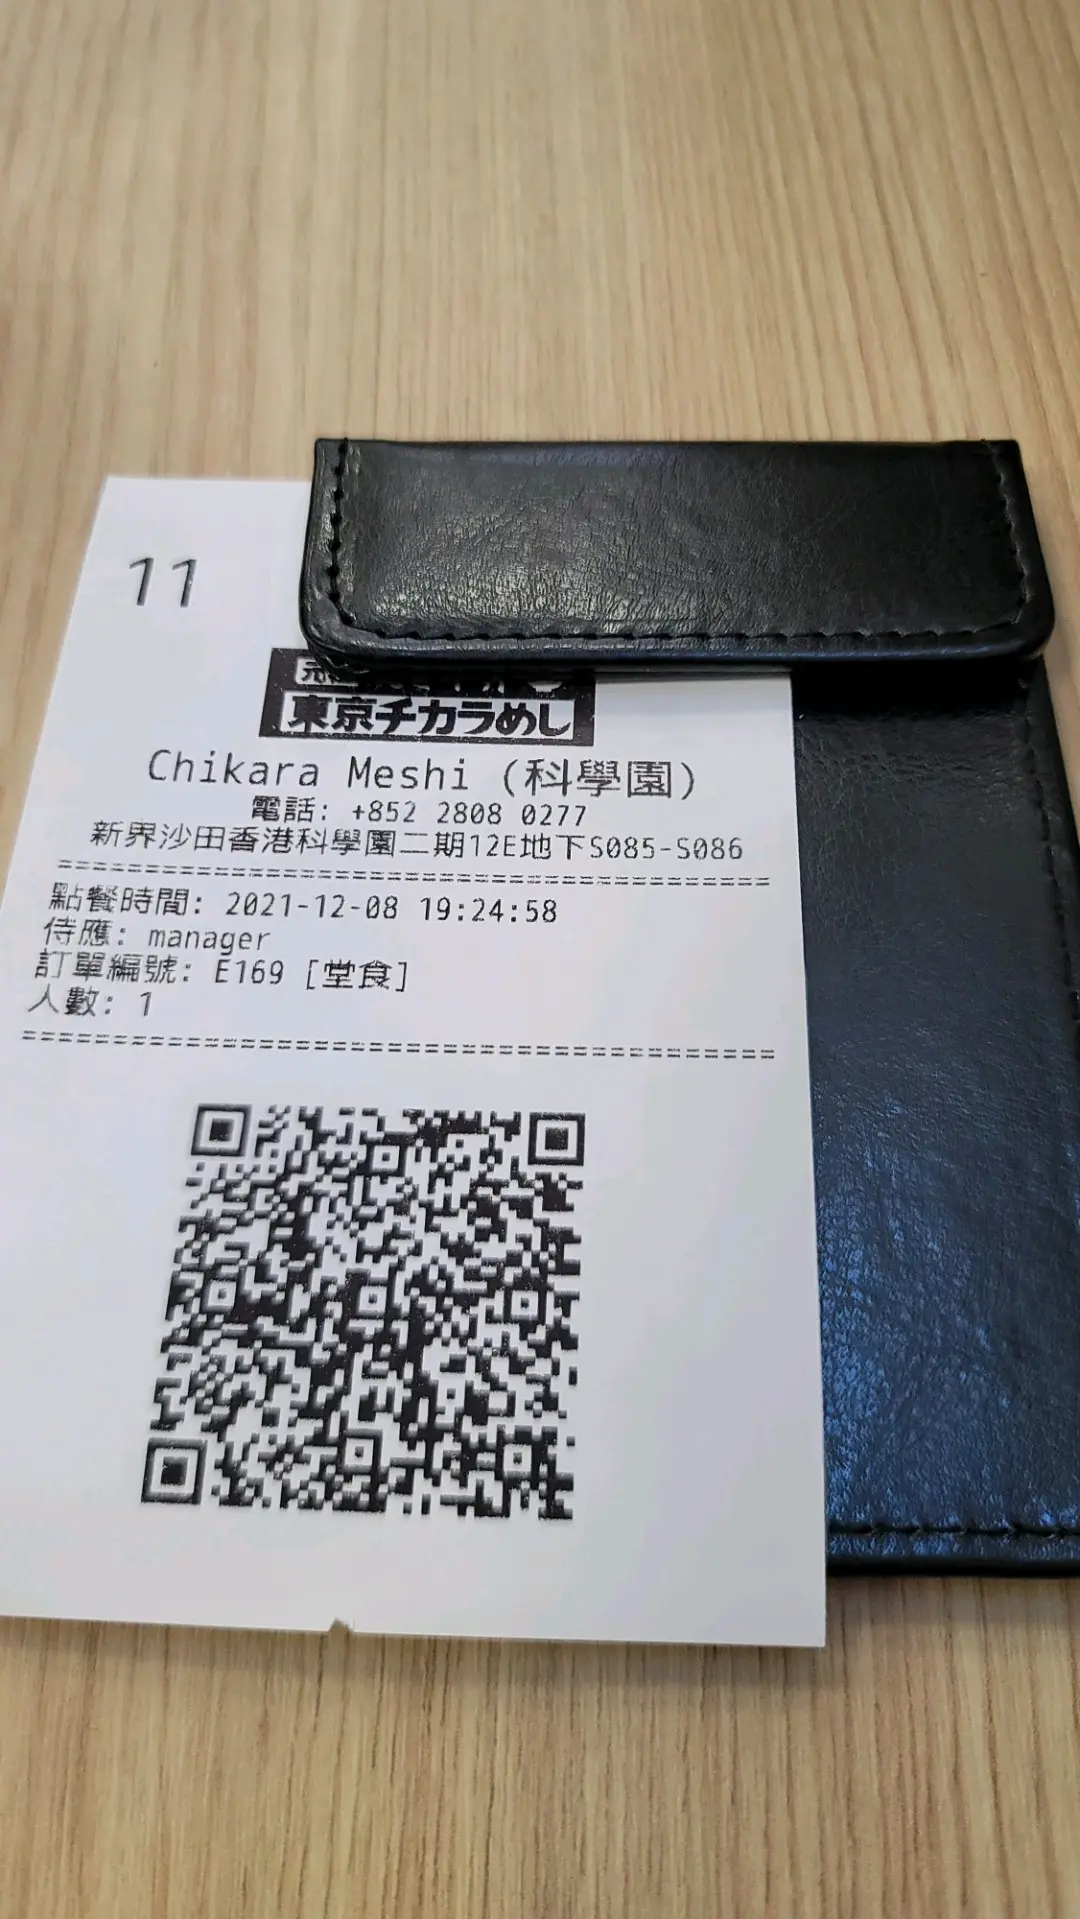 11
東京チカラめし
Chikara Meshi (科學園)
電話: +852 2808 0277
新界沙田香港科學園二期12E地下S085-S086
點餐時間: 2021-12-08 19:24:58
侍應: manager
訂單編號: E169 [堂食]
人數: 1